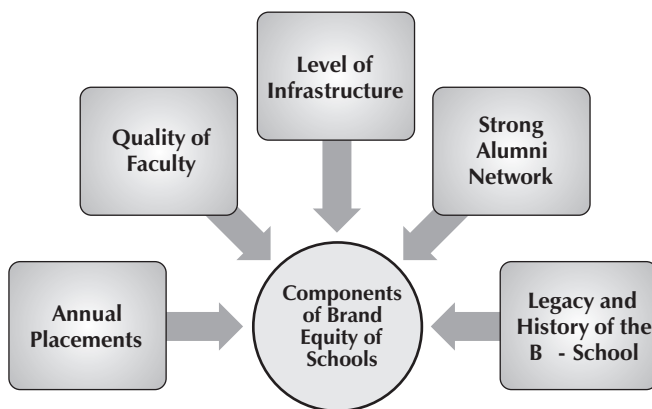 Level of
Infrastructure
Quality of
Faculty
Strong
Alumni
Network
Annual
Placements
Components
of Brand
Equity of
Schools
Legacy and
History of the
B - School